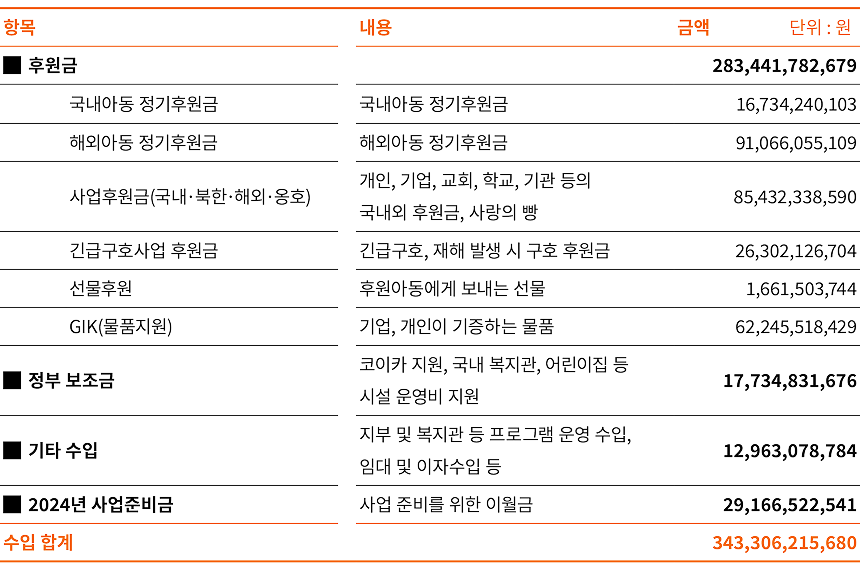 항목 내용 금액 단위 : 원
■ 후원금 283,441,782,679
국내아동 정기후원금 국내아동 정기후원금 16,734,240,103
해외아동 정기후원금 해외아동 정기후원금 91,066,055,109
사업후원금(국내·북한·해외·옹호) 개인, 기업, 교회, 학교, 기관 등의
국내외 후원금, 사랑의 빵 85,432,338,590
긴급구호사업 후원금 긴급구호, 재해 발생 시 구호 후원금 26,302,126,704
선물후원 후원아동에게 보내는 선물 1,661,503,744
GIK(물품지원) 기업, 개인이 기증하는 물품 62,245,518,429
■ 정부 보조금 코이카 지원, 국내 복지관, 어린이집 등
시설 운영비 지원 17,734,831,676
■ 기타 수입 지부 및 복지관 등 프로그램 운영 수입,
임대 및 이자수입 등 12,963,078,784
■ 2024년 사업준비금 사업 준비를 위한 이월금 29,166,522,541
수입 합계 343,306,215,680